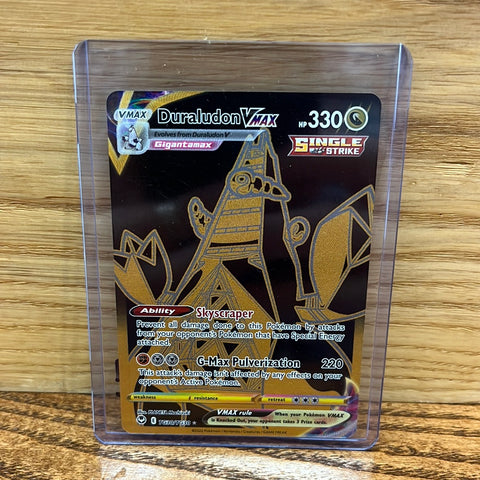 VMAX Duraludon VMAX HP 330
Evolves from Duraludon V
Gigantamax
SINGLE STRIKE
Ability Skyscraper
Prevent all damage done to this Pokémon by attacks
from your opponent's Pokémon that have Special Energy
attached.
G-Max Pulverization 220
This attack's damage isn't affected by any effects on your
opponent's Active Pokémon.
weakness resistance retreat
VMAX rule When your Pokémon VMAX
is Knocked Out, your opponent takes 3 Prize cards.
TG30/TG30